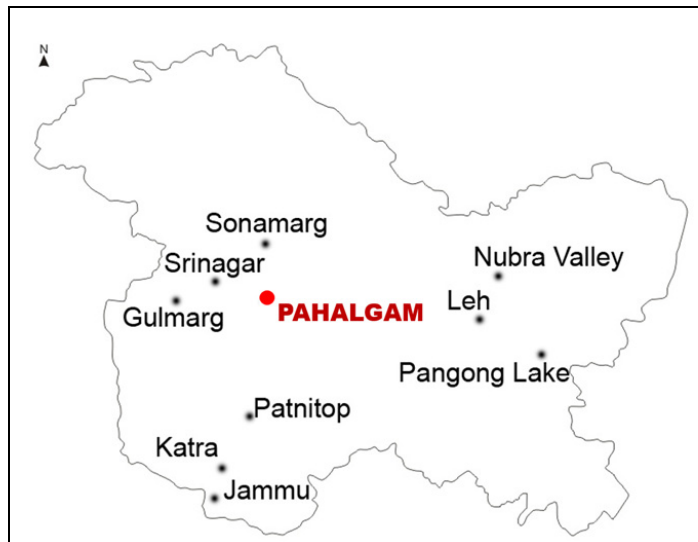 N
Sonamarg
Srinagar
Nubra Valley
Gulmarg
PAHALGAM
Leh
Pangong Lake
Patnitop
Katra
Jammu